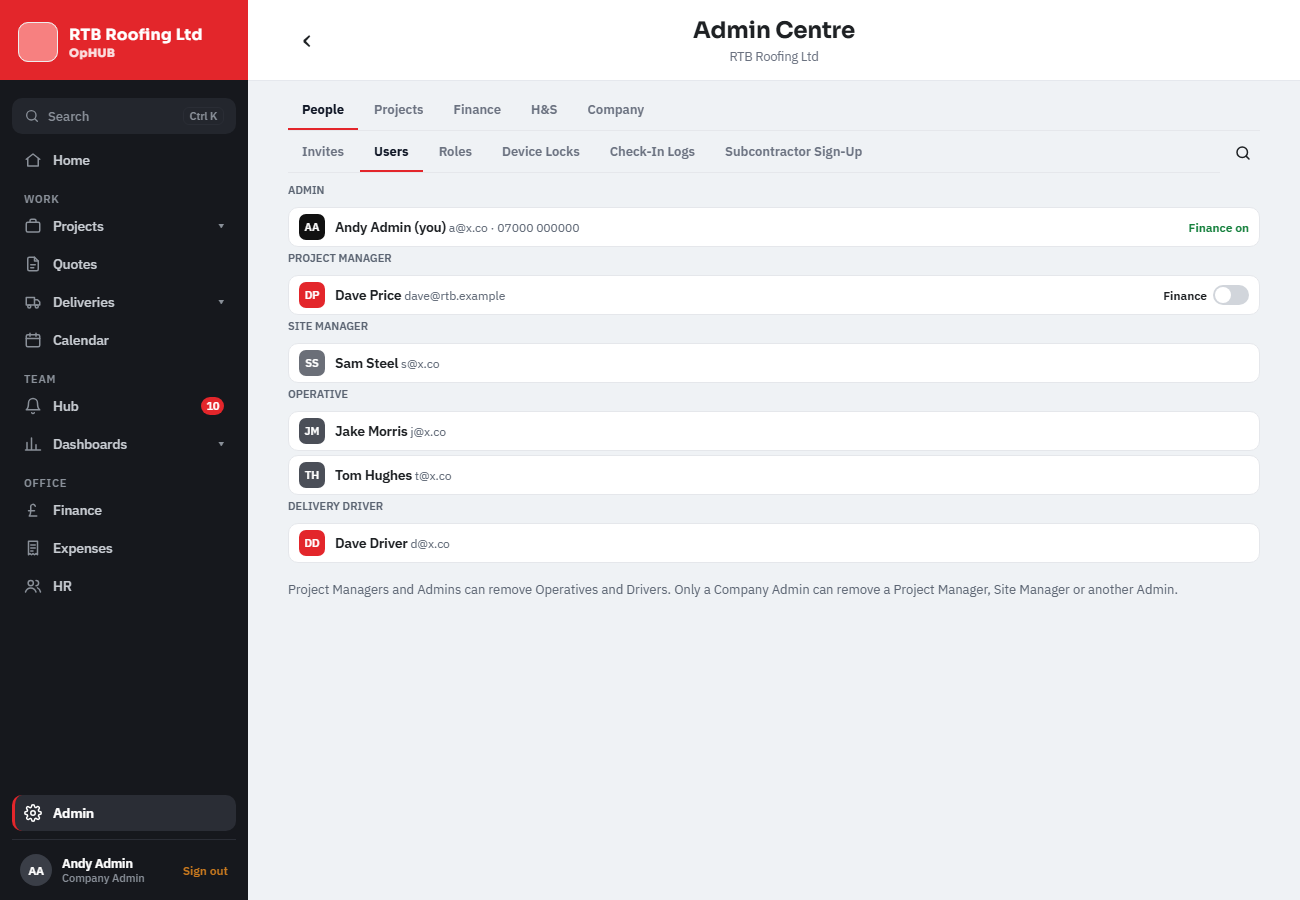 RTB Roofing Ltd
OpHUB
Search Ctrl K
Home
WORK
Projects
Quotes
Deliveries
Calendar
TEAM
Hub 10
Dashboards
OFFICE
Finance
Expenses
HR
Admin
AA Andy Admin
Company Admin
Sign out
Admin Centre
RTB Roofing Ltd
People Projects Finance H&S Company
Invites Users Roles Device Locks Check-In Logs Subcontractor Sign-Up
ADMIN
AA Andy Admin (you) a@x.co · 07000 000000 Finance on
PROJECT MANAGER
DP Dave Price dave@rtb.example Finance
SITE MANAGER
SS Sam Steel s@x.co
OPERATIVE
JM Jake Morris j@x.co
TH Tom Hughes t@x.co
DELIVERY DRIVER
DD Dave Driver d@x.co
Project Managers and Admins can remove Operatives and Drivers. Only a Company Admin can remove a Project Manager, Site Manager or another Admin.